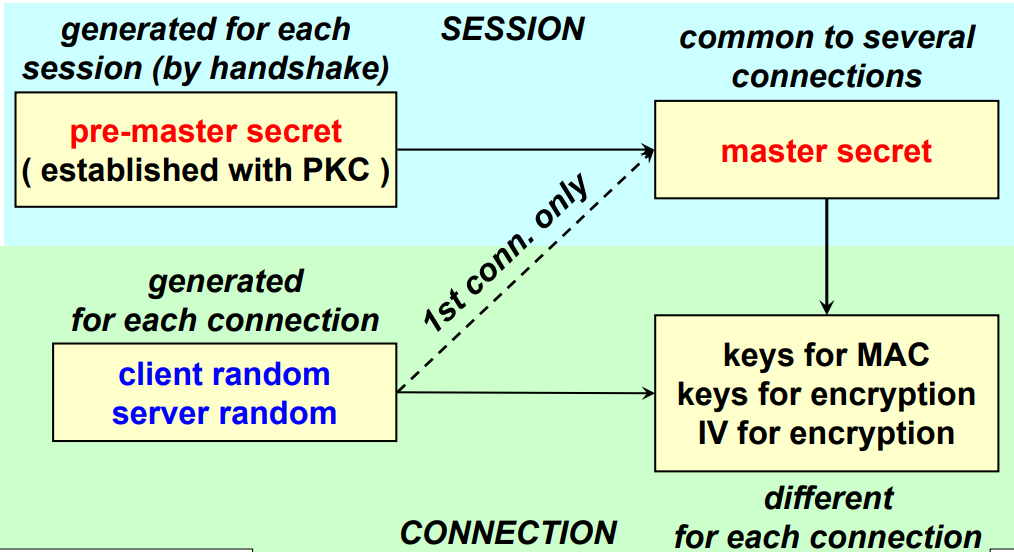 generated for each
session (by handshake)
SESSION
common to several
connections
pre-master secret
( established with PKC )
master secret
1st conn. only
generated
for each connection
client random
server random
keys for MAC
keys for encryption
IV for encryption
different
for each connection
CONNECTION